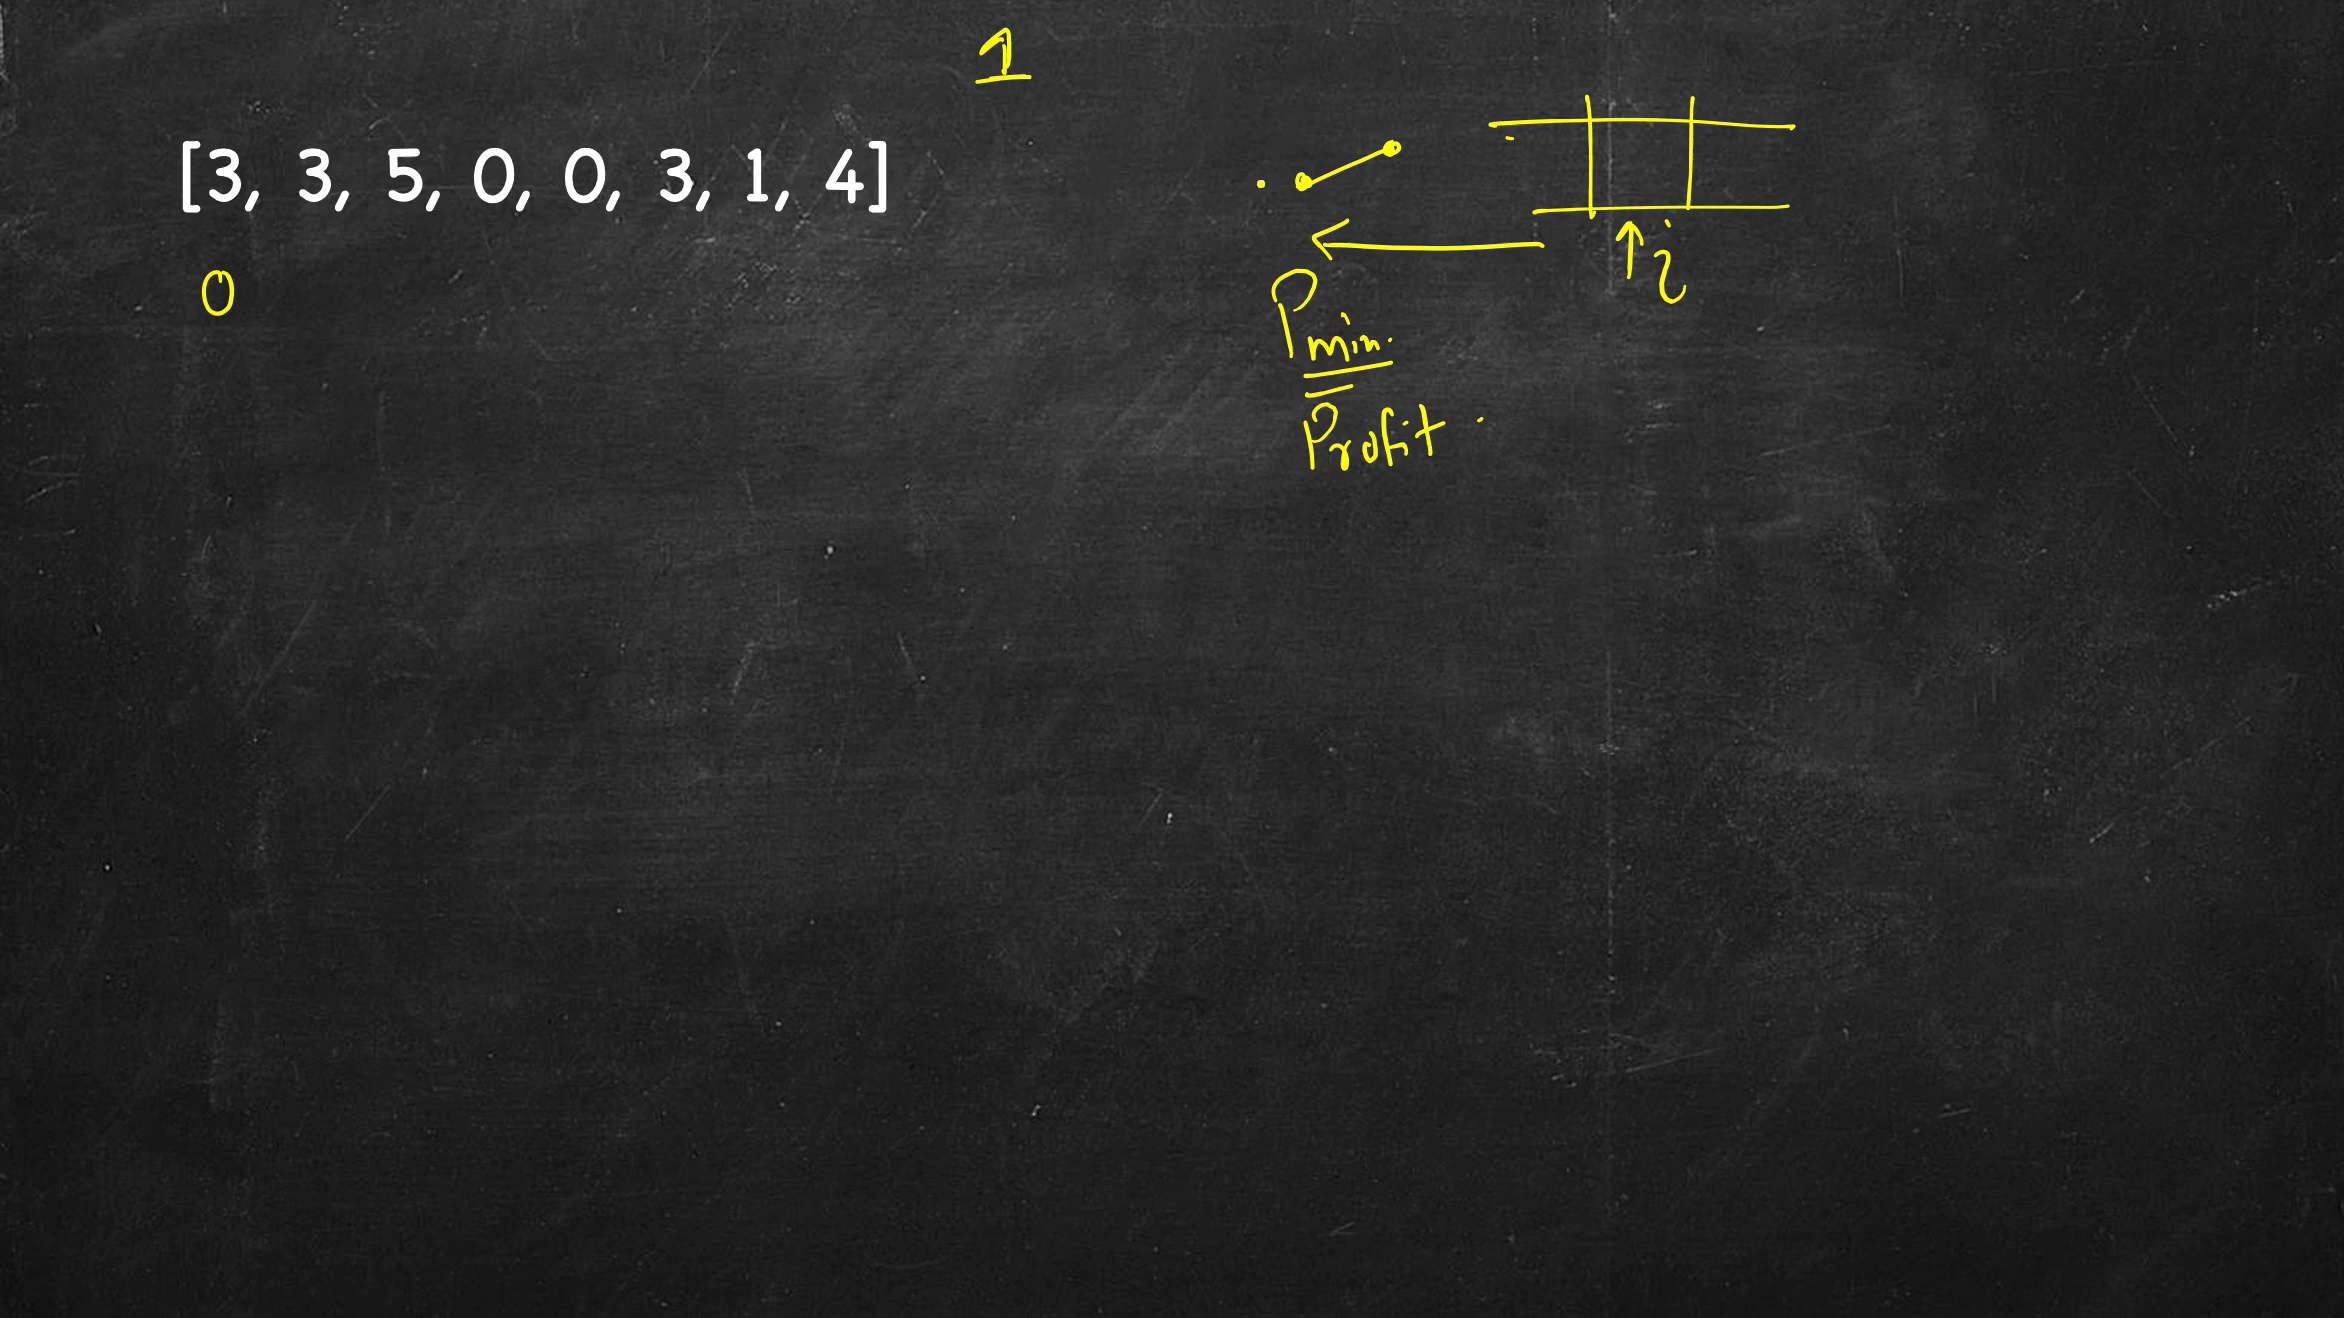 1
[3, 3, 5, 0, 0, 3, 1, 4]
0
i
Pmin.
Profit.